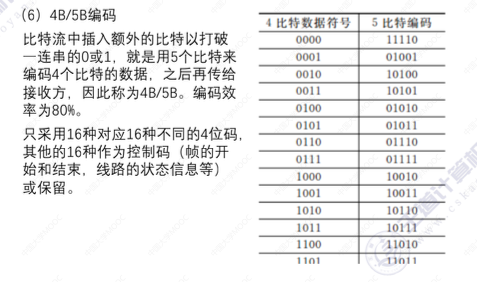 （6）4B/5B编码
比特流中插入额外的比特以打破
一连串的0或1，就是用5个比特来
编码4个比特的数据，之后再传给
接收方，因此称为4B/5B。编码效
率为80%。
只采用16种对应16种不同的4位码，
其他的16种作为控制码（帧的开
始和结束，线路的状态信息等）
或保留。
4 比特数据符号 5 比特编码
0000 11110
0001 01001
0010 10100
0011 10101
0100 01010
0101 01011
0110 01110
0111 01111
1000 10010
1001 10011
1010 10110
1011 10111
1100 11010
1101 11011